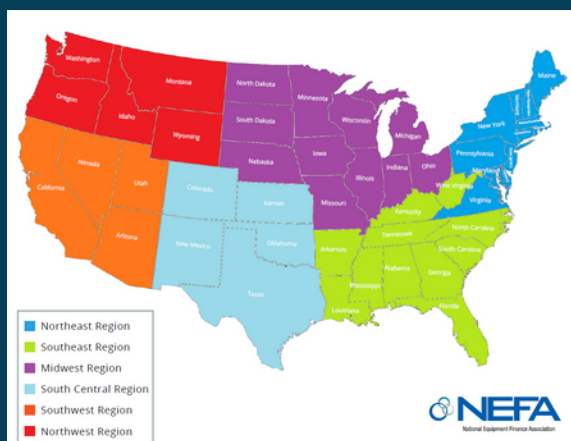 Washington
Montana
North Dakota
Minnesota
Maine
Oregon
Idaho
South Dakota
Wisconsin
Michigan
New York
Wyoming
Nebaska
Iowa
Pennsylvania
Nevada
Utah
Colorado
Kansas
Illinois
Indiana
Ohio
Maryland
West Virginia
Virginia
California
Missouri
Kentucky
Arizona
New Mexico
Oklahoma
Arkansas
Tennessee
North Carolina
South Carolina
Texas
Louisiana
Mississippi
Alabama
Georgia
Florida
Northeast Region
Southeast Region
Midwest Region
South Central Region
Southwest Region
Northwest Region
NEFA
National Equipment Finance Association